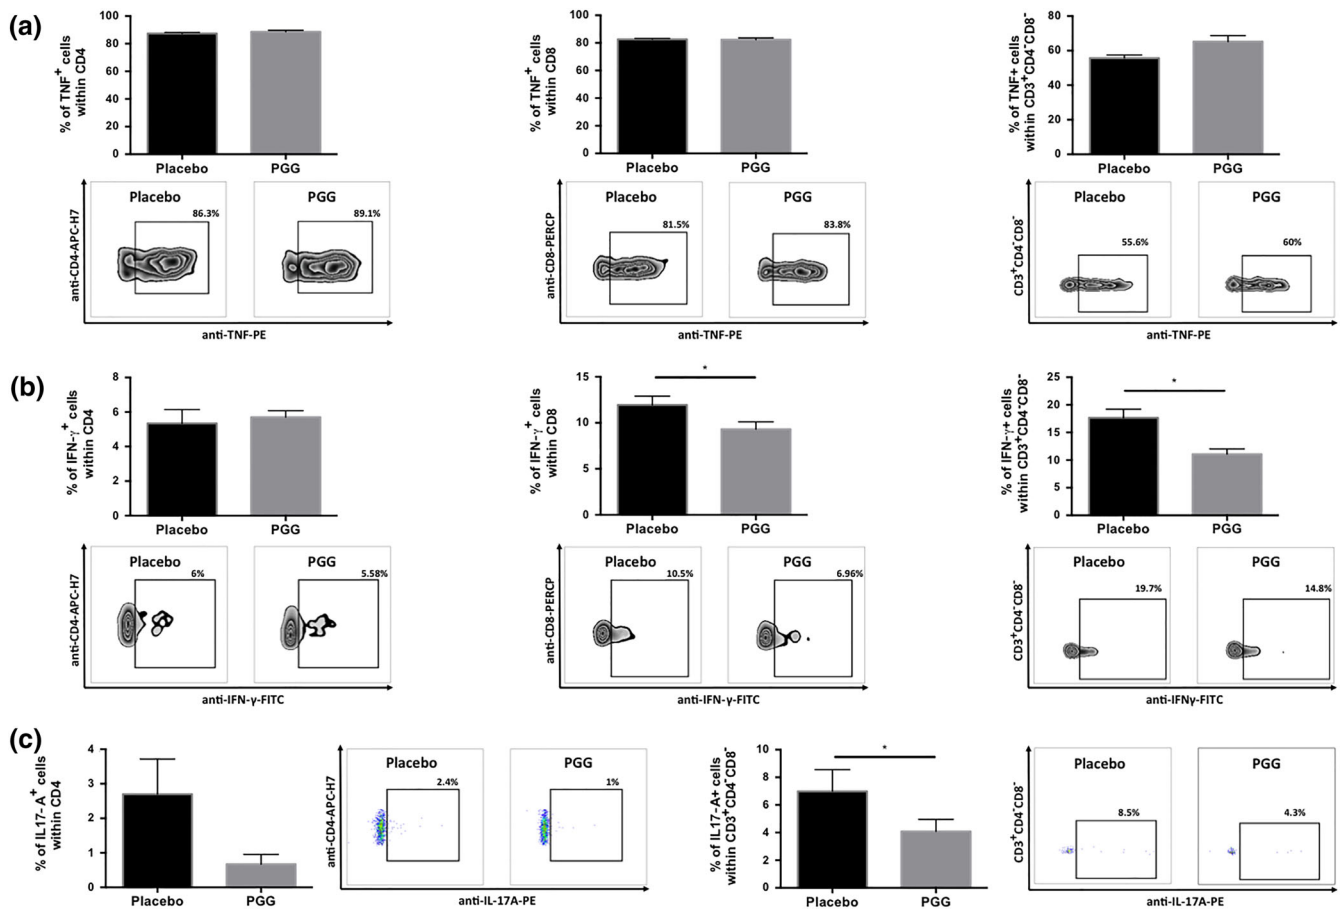 (a)
% of TNF+ cells
within CD4
100
80
60
40
20
0
Placebo PGG
% of TNF+ cells
within CD8
100
80
60
40
20
0
Placebo PGG
% of TNF+ cells
within CD3+CD4-CD8-
80
60
40
20
0
Placebo PGG
anti-CD4-APC-H7
Placebo
86.3%
PGG
89.1%
anti-TNF-PE
anti-CD8-PERCP
Placebo
81.5%
PGG
83.8%
anti-TNF-PE
CD3+CD4-CD8-
Placebo
55.6%
PGG
60%
anti-TNF-PE
(b)
% of IFN-γ+ cells
within CD4
8
6
4
2
0
Placebo PGG
% of IFN-γ+ cells
within CD8
15
10
5
0
*
Placebo PGG
% of IFN-γ+ cells
within CD3+CD4-CD8-
25
20
15
10
5
0
*
Placebo PGG
anti-CD4-APC-H7
Placebo
6%
PGG
5.58%
anti-IFN-γ-FITC
anti-CD8-PERCP
Placebo
10.5%
PGG
6.96%
anti-IFN-γ-FITC
CD3+CD4-CD8-
Placebo
19.7%
PGG
14.8%
anti-IFNγ-FITC
(c)
% of IL17-A+ cells
within CD4
4
3
2
1
0
Placebo PGG
anti-CD4-APC-H7
Placebo
2.4%
PGG
1%
anti-IL-17A-PE
% of IL17-A+ cells
within CD3+CD4-CD8-
10
8
6
4
2
0
*
Placebo PGG
CD3+CD4-CD8-
Placebo
8.5%
PGG
4.3%
anti-IL-17A-PE